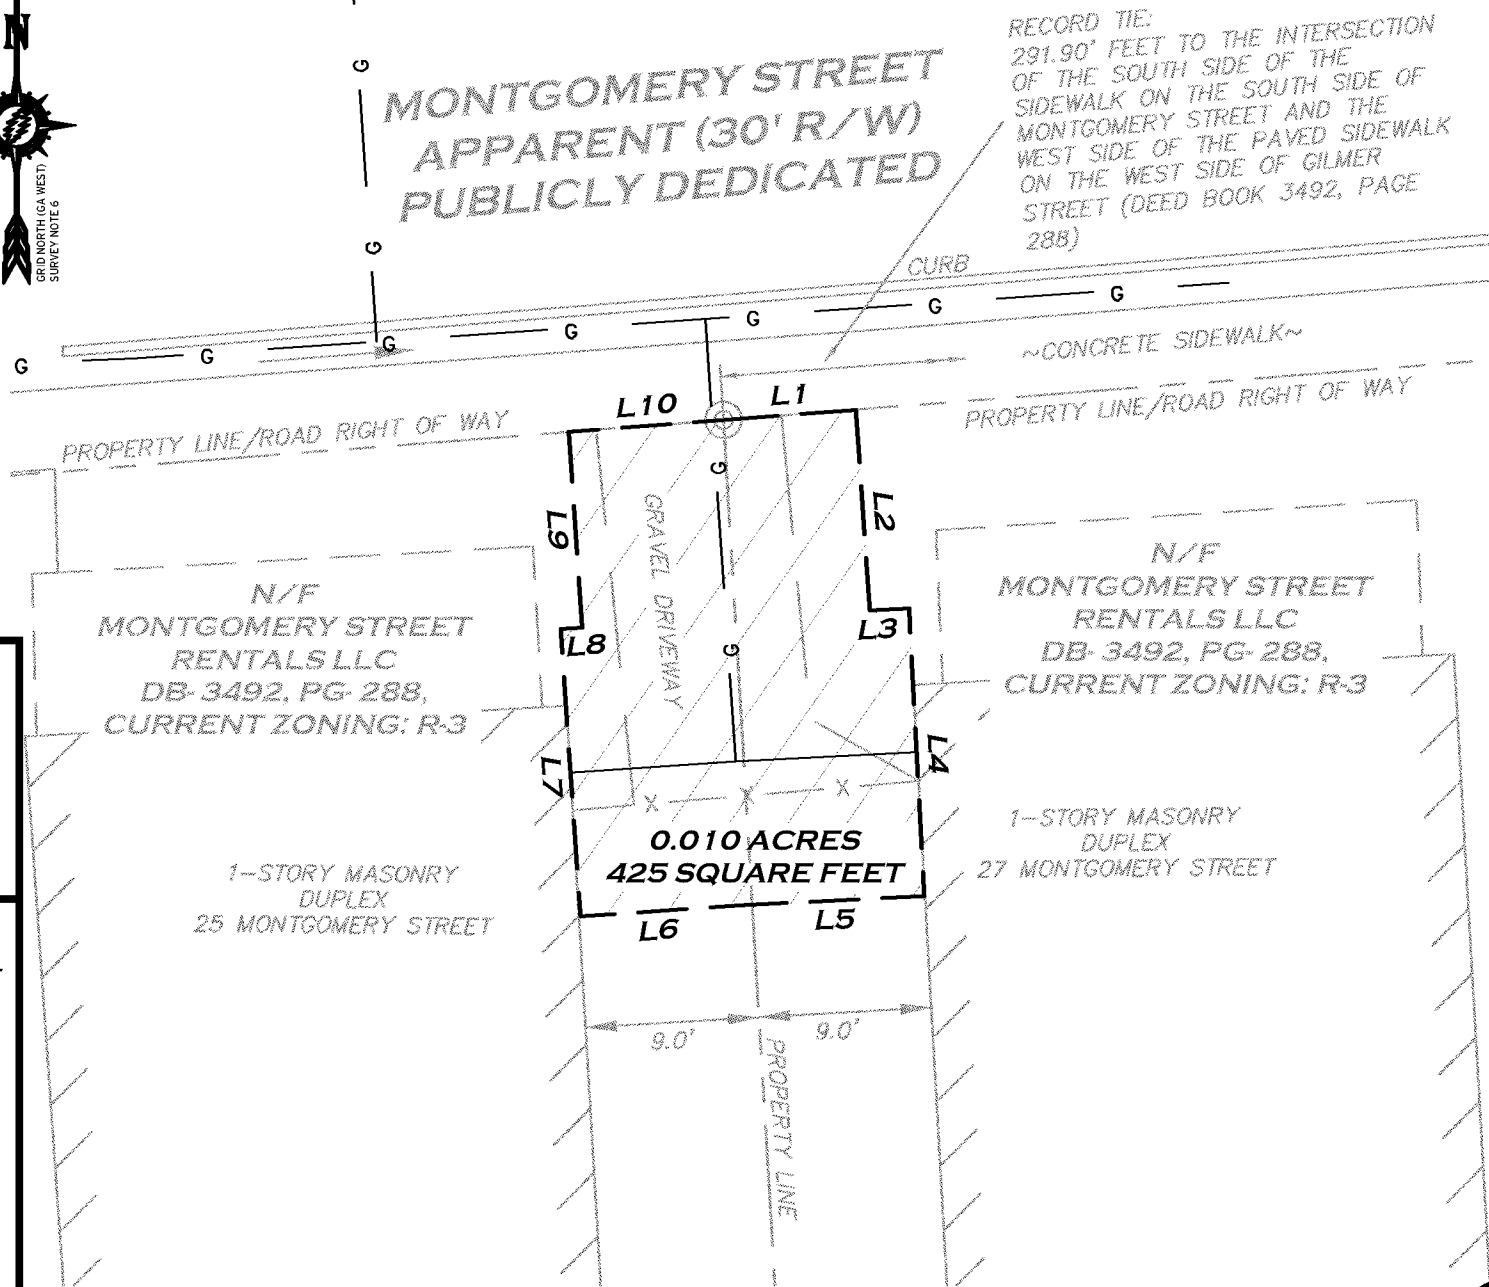 N
GRID NORTH (GA WEST)
SURVEY NOTE 6
MONTGOMERY STREET
APPARENT (30' R/W)
PUBLICLY DEDICATED
RECORD TIE:
291.90' FEET TO THE INTERSECTION
OF THE SOUTH SIDE OF THE
SIDEWALK ON THE SOUTH SIDE OF
MONTGOMERY STREET AND THE
WEST SIDE OF THE PAVED SIDEWALK
ON THE WEST SIDE OF GILMER
STREET (DEED BOOK 3492, PAGE
288)
G
G
CURB
G
G
G
G
G
G
G
~CONCRETE SIDEWALK~
PROPERTY LINE/ROAD RIGHT OF WAY
L10
L1
PROPERTY LINE/ROAD RIGHT OF WAY
G
L9
GRAVEL DRIVEWAY
L2
N/F
MONTGOMERY STREET
RENTALS LLC
DB- 3492, PG- 288,
CURRENT ZONING: R-3
L8
G
L3
N/F
MONTGOMERY STREET
RENTALS LLC
DB- 3492, PG- 288,
CURRENT ZONING: R-3
L7
L4
X
X
X
0.010 ACRES
425 SQUARE FEET
1-STORY MASONRY
DUPLEX
25 MONTGOMERY STREET
1-STORY MASONRY
DUPLEX
27 MONTGOMERY STREET
L6
L5
9.0'
9.0'
PROPERTY LINE